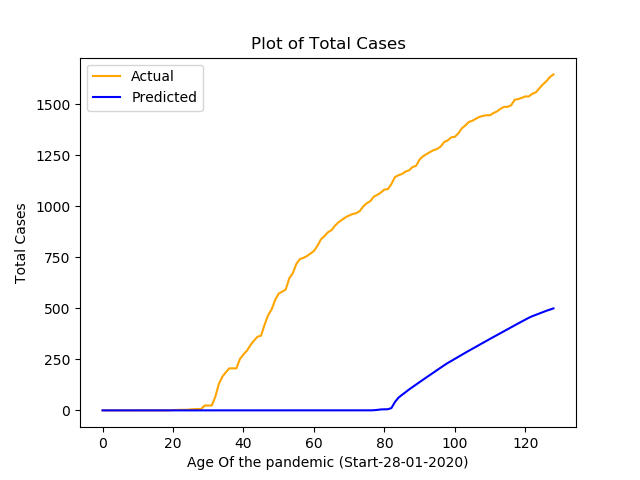 Plot of Total Cases
Actual
Predicted
1500
1250
1000
750
500
250
0
Total Cases
0 20 40 60 80 100 120
Age Of the pandemic (Start-28-01-2020)